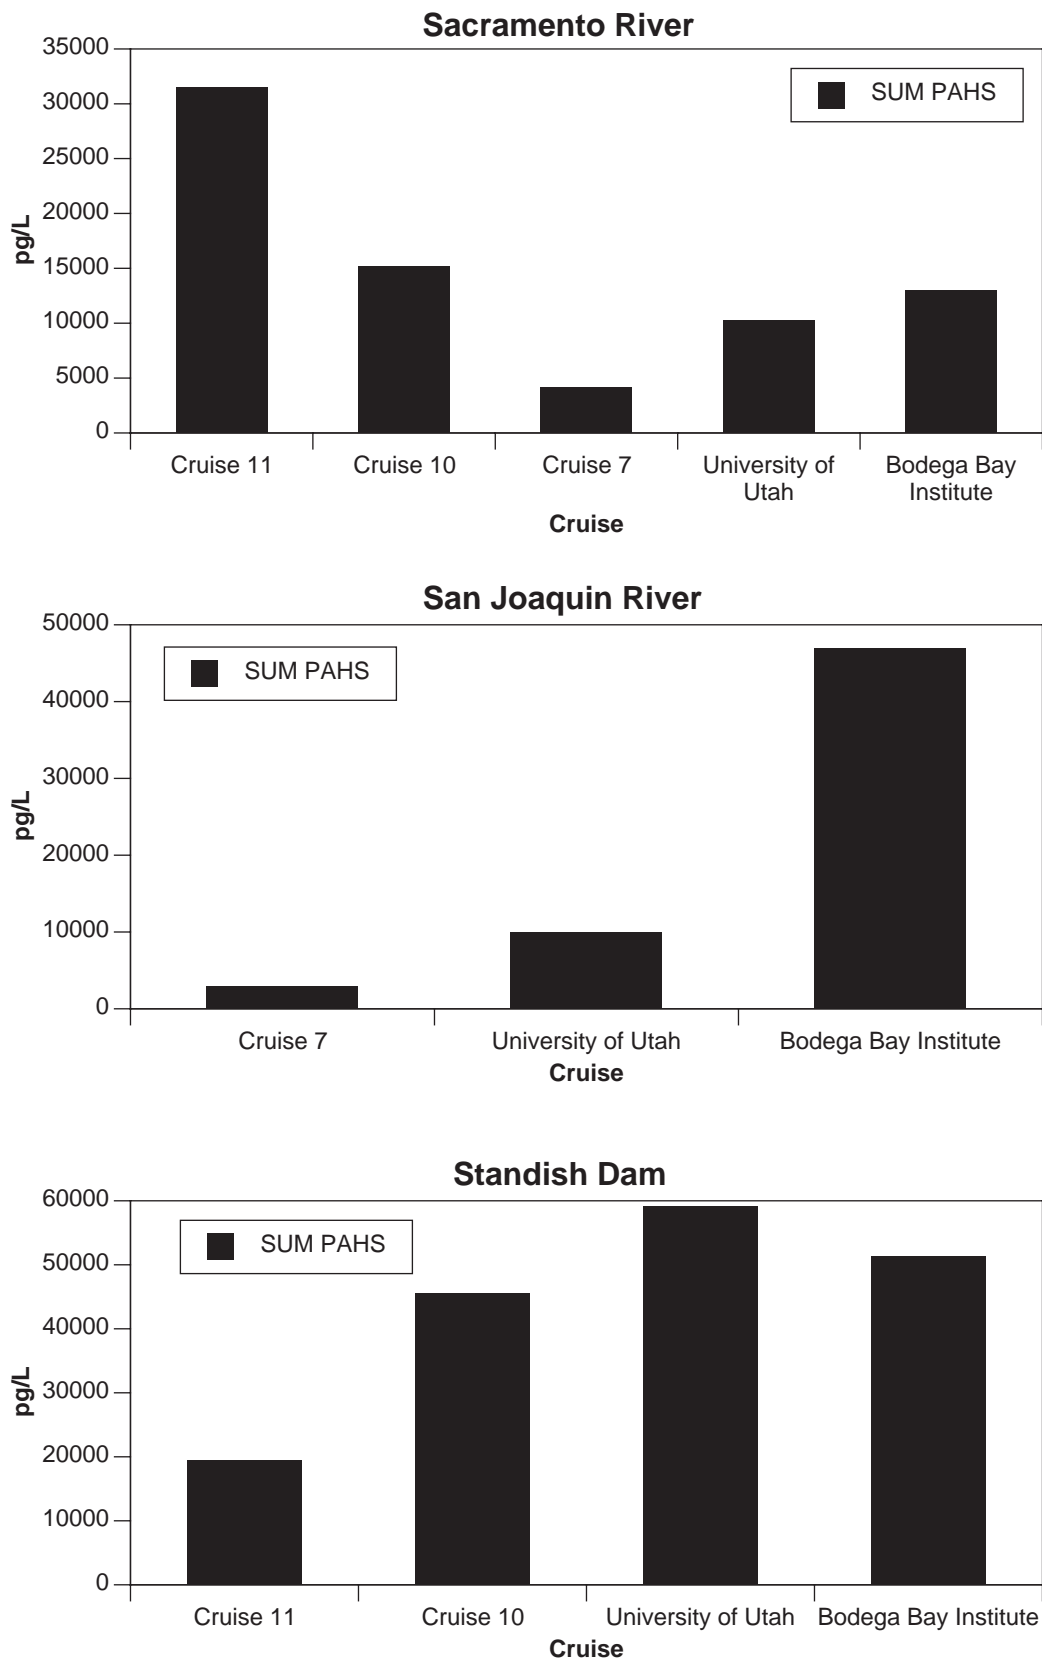 Sacramento River
35000
30000
25000
20000
15000
10000
5000
0
pg/L
SUM PAHS
Cruise 11
Cruise 10
Cruise 7
University of
Utah
Bodega Bay
Institute
Cruise
San Joaquin River
50000
40000
30000
20000
10000
0
pg/L
SUM PAHS
Cruise 7
University of Utah
Bodega Bay Institute
Cruise
Standish Dam
60000
50000
40000
30000
20000
10000
0
pg/L
SUM PAHS
Cruise 11
Cruise 10
University of Utah
Bodega Bay Institute
Cruise